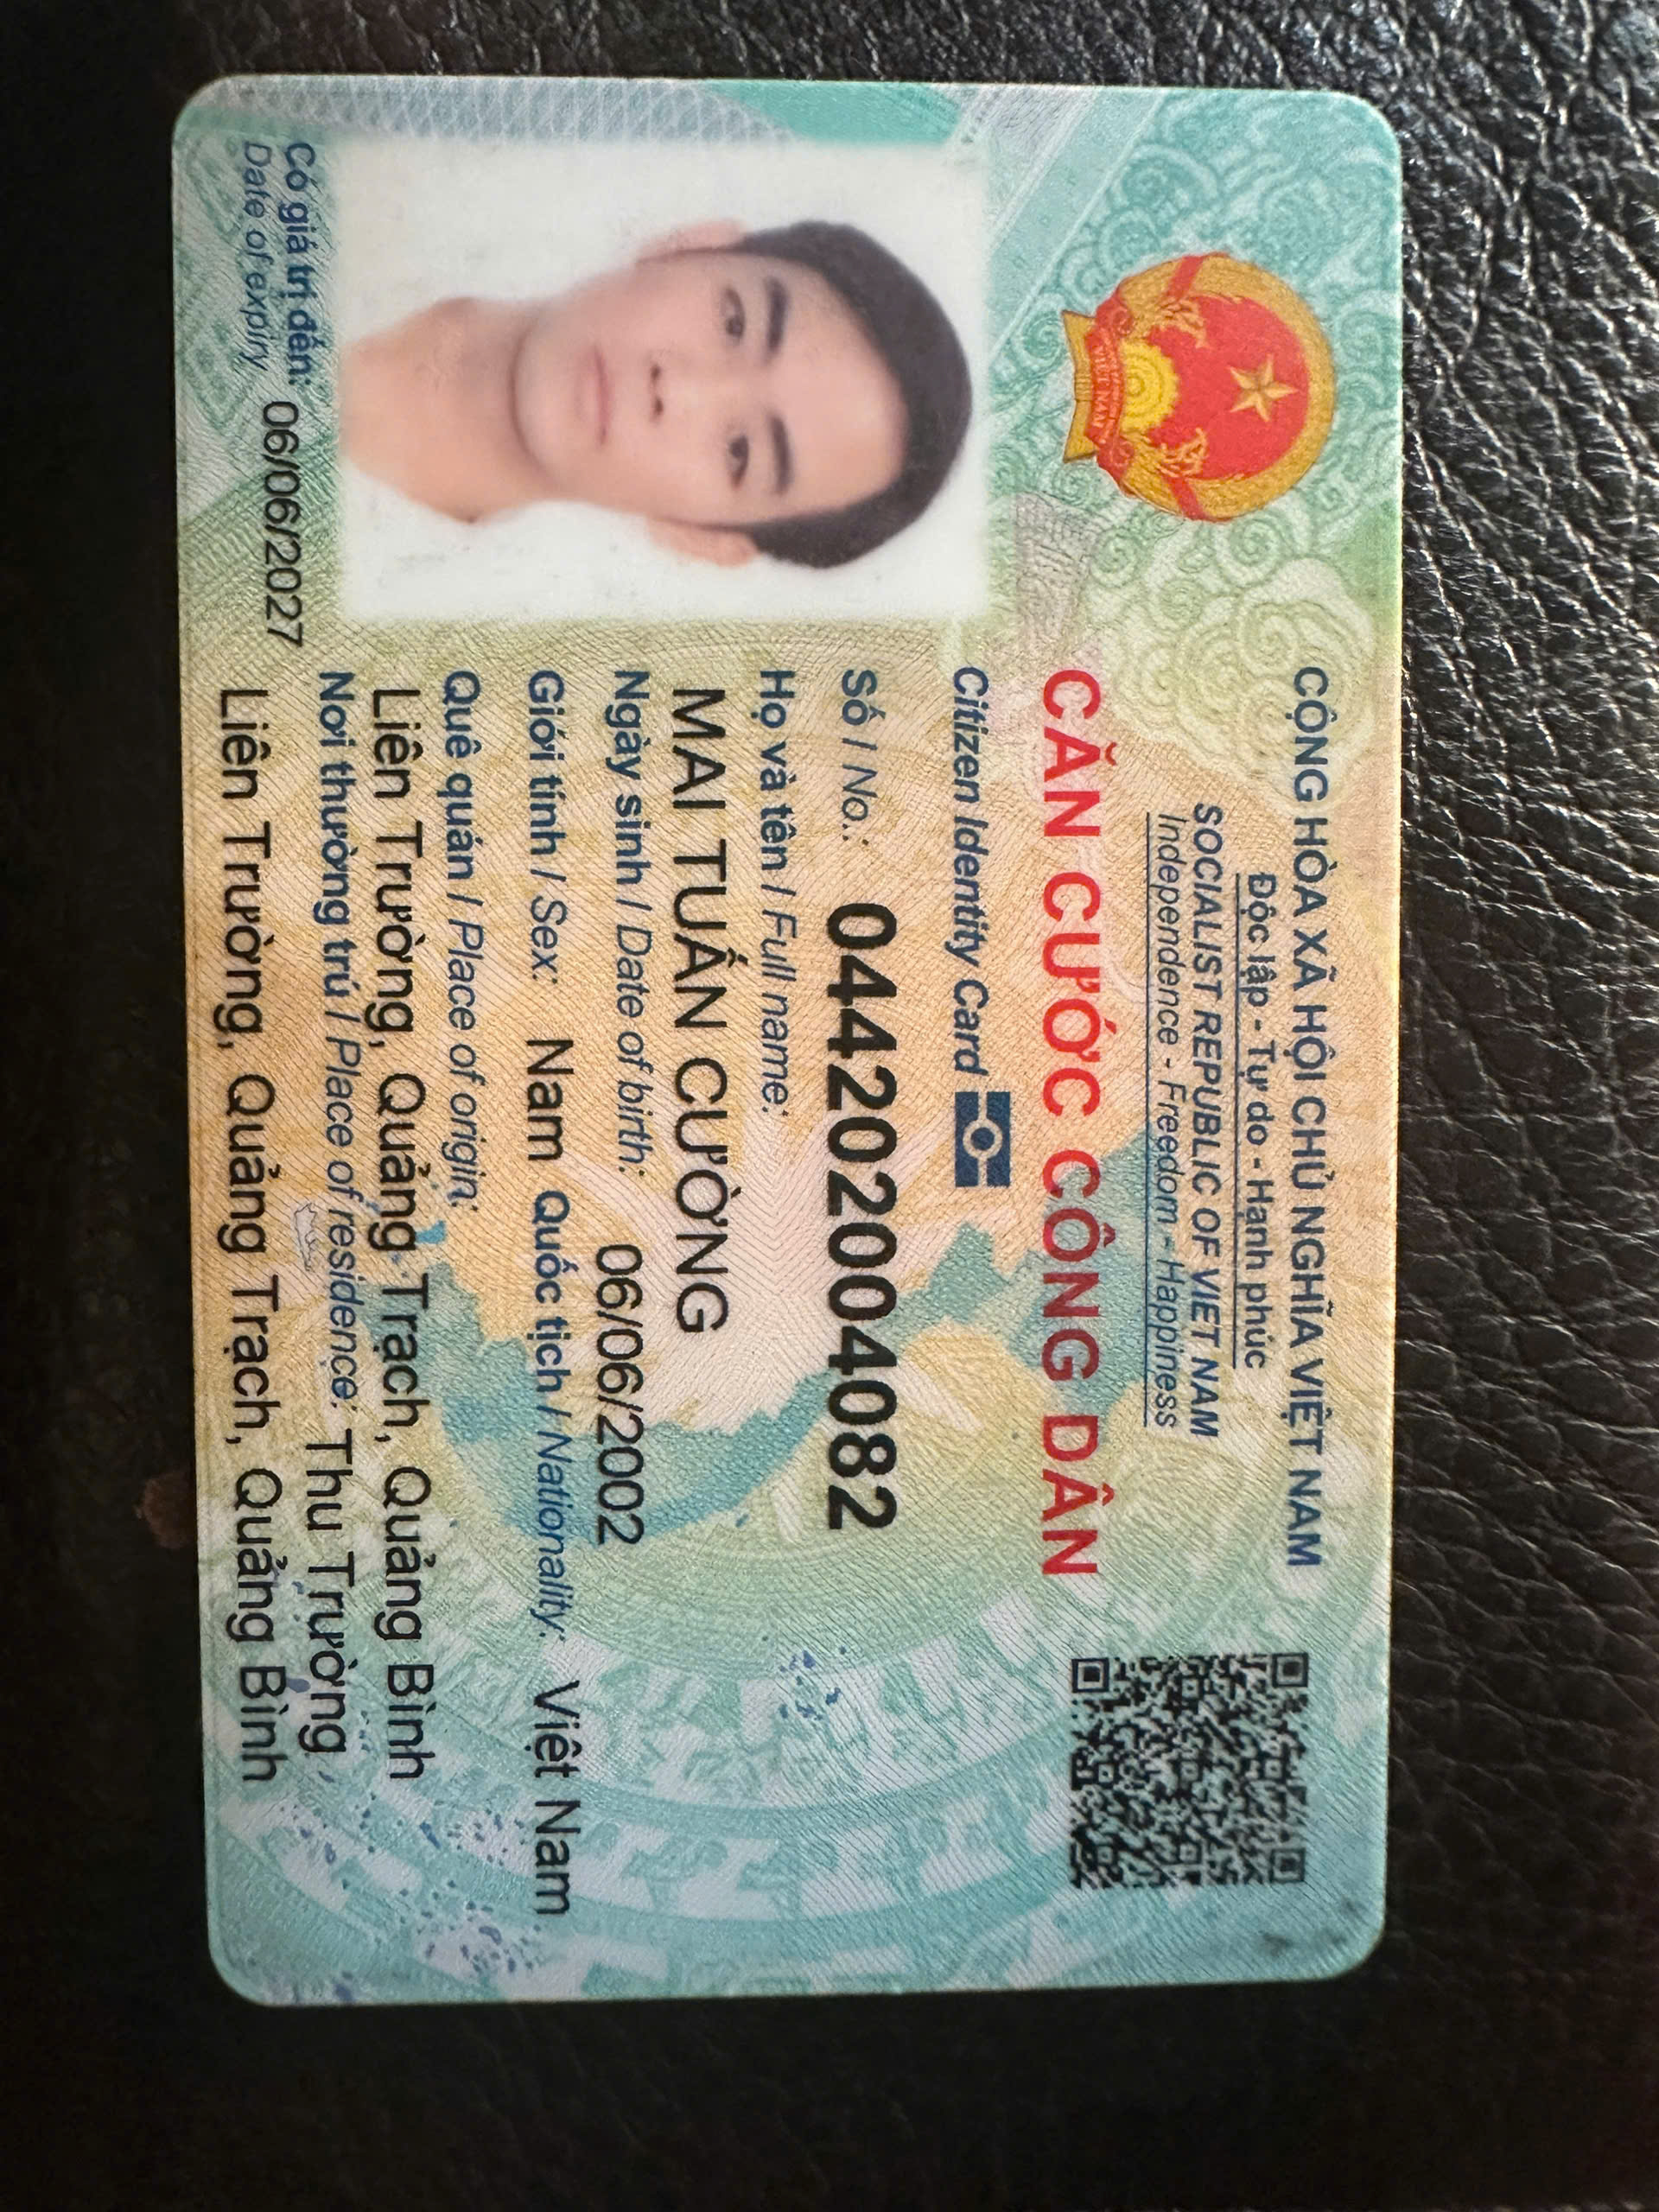 CỘNG HÒA XÃ HỘI CHỦ NGHĨA VIỆT NAM
Độc lập - Tự do - Hạnh phúc
SOCIALIST REPUBLIC OF VIET NAM
Independence - Freedom - Happiness
CĂN CƯỚC CÔNG DÂN
Citizen Identity Card
Số / No.: 044202004082
Họ và tên / Full name:
MAI TUẤN CƯỜNG
Ngày sinh / Date of birth: 06/06/2002
Giới tính / Sex: Nam Quốc tịch / Nationality: Việt Nam
Quê quán / Place of origin:
Liên Trường, Quảng Trạch, Quảng Bình
Nơi thường trú / Place of residence: Thu Trường
Liên Trường, Quảng Trạch, Quảng Bình
Có giá trị đến: 06/06/2027
Date of expiry
VIỆT NAM